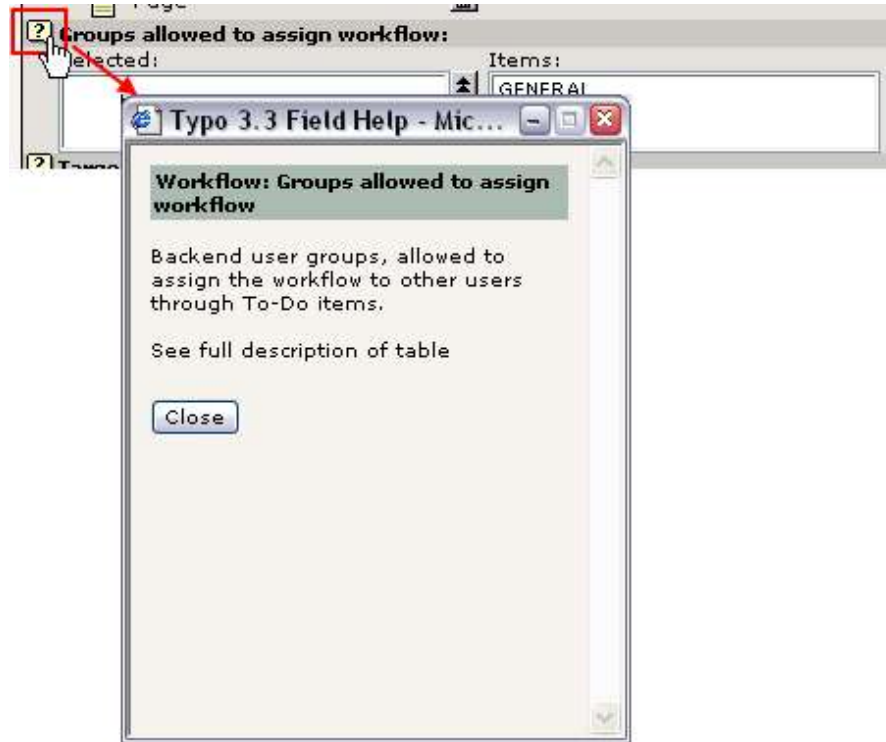 Page
? Groups allowed to assign workflow:
Selected:
Items:
GENERAL
Typo 3.3 Field Help - Mic...
?
Workflow: Groups allowed to assign
workflow
Backend user groups, allowed to
assign the workflow to other users
through To-Do items.
See full description of table
Close